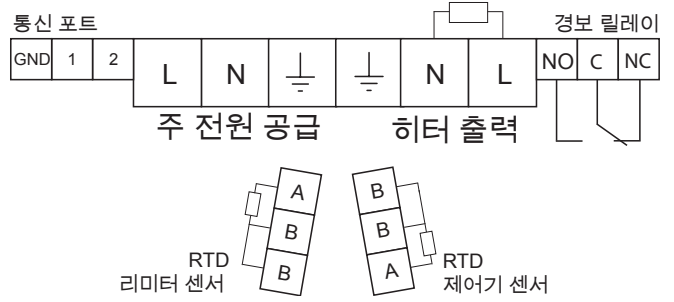 통신 포트
경보 릴레이
GND 1 2 L N N L NO C NC
주 전원 공급
히터 출력
A
B
B
B
B
A
RTD
리미터 센서
RTD
제어기 센서